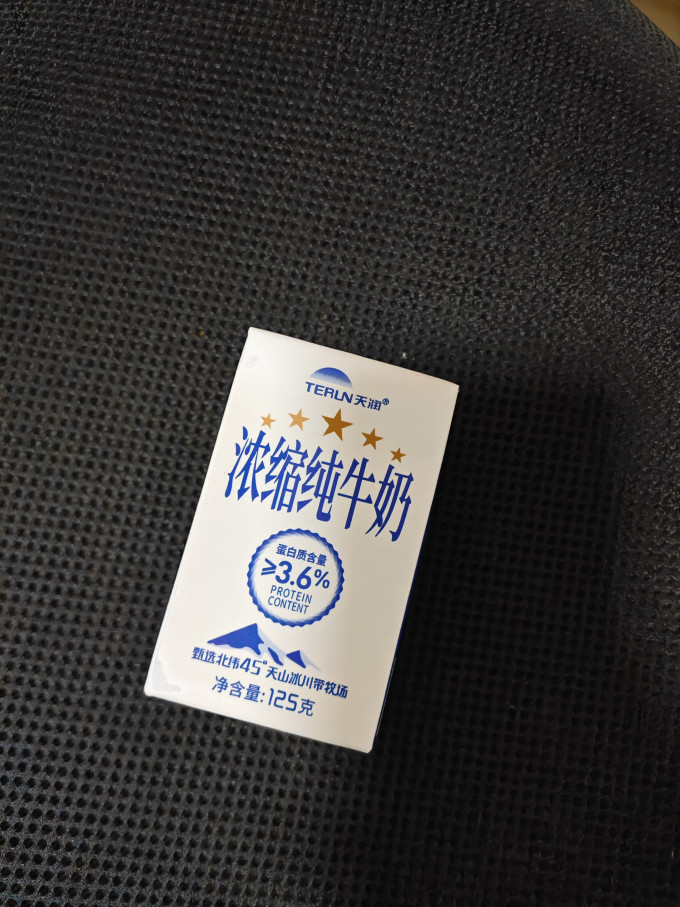 TERUN天润®
浓缩纯牛奶
蛋白质含量
≥3.6%
PROTEIN
CONTENT
甄选北纬45°天山冰川带牧场
净含量:125克